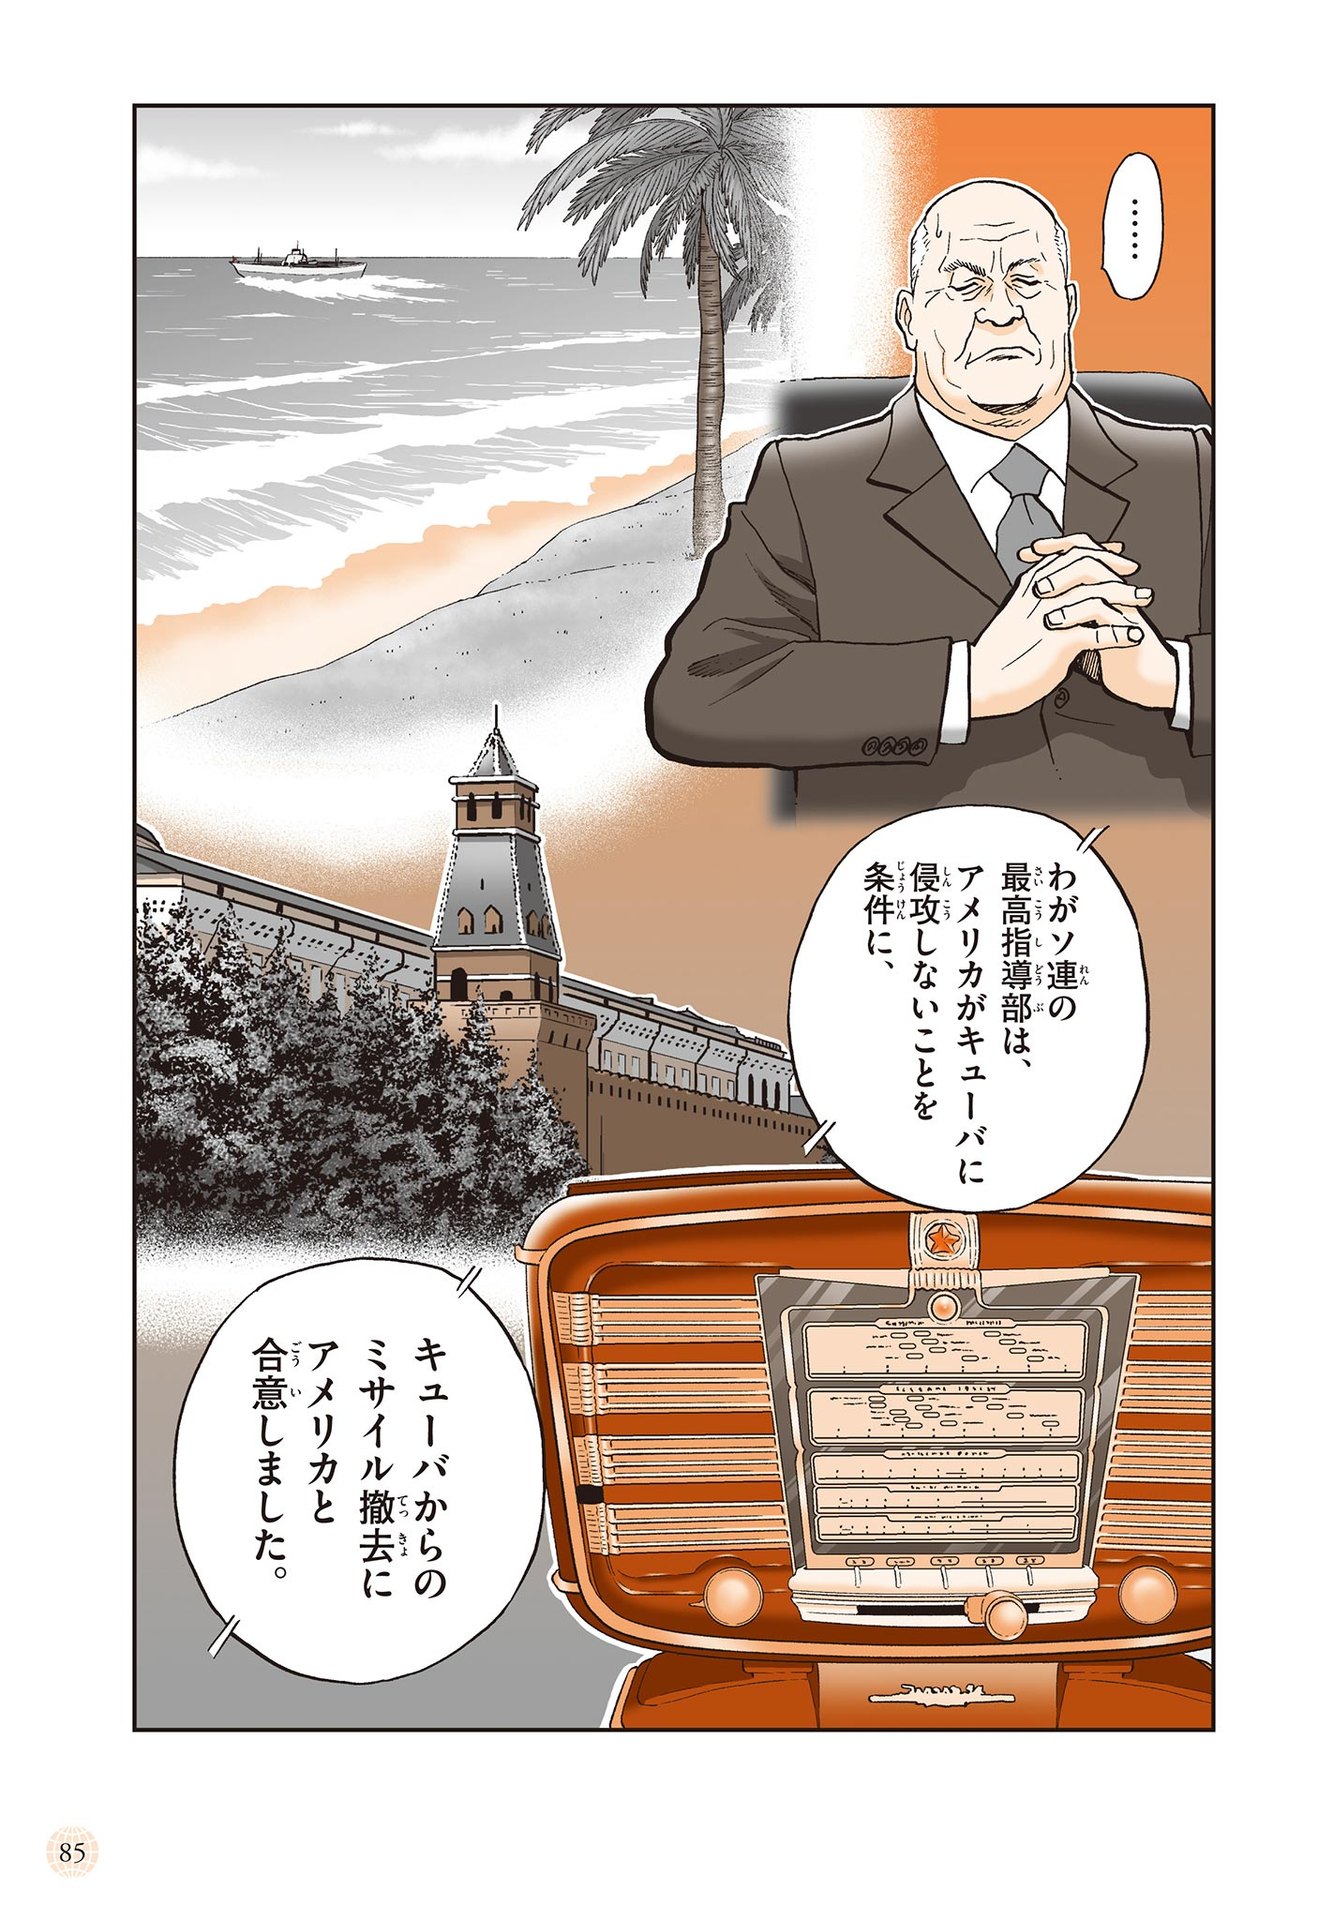 ……
わがソ連の
最高指導部は、
アメリカがキューバに
侵攻しないことを
条件に、
キューバからの
ミサイル撤去に
アメリカと
合意しました。
85